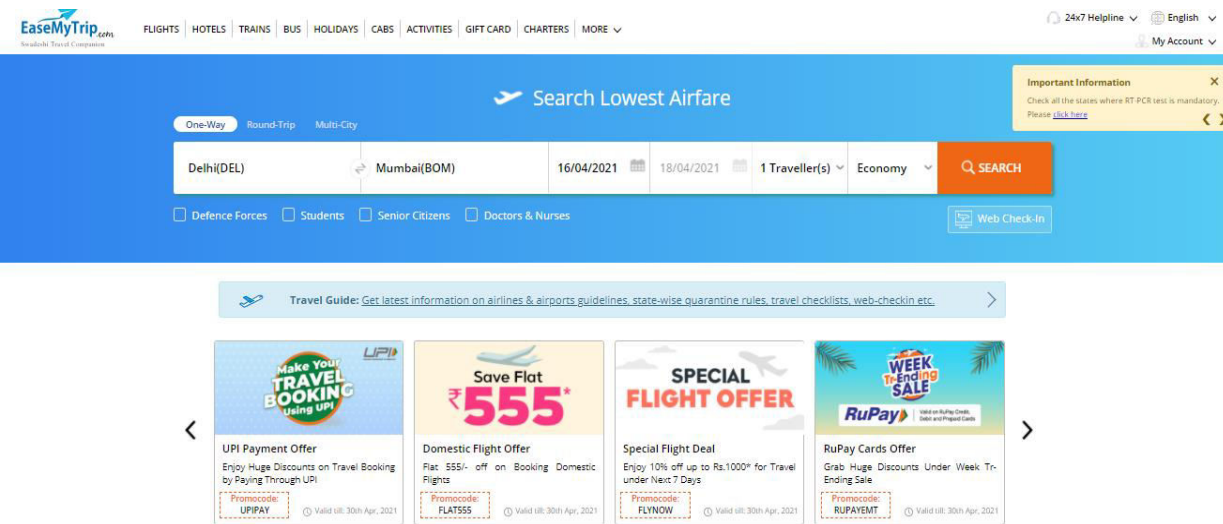 EaseMyTrip.com
Swadeshi Travel Companion
FLIGHTS HOTELS TRAINS BUS HOLIDAYS CABS ACTIVITIES GIFT CARD CHARTERS MORE
24x7 Helpline English
My Account
Important Information X
Check all the states where RT-PCR test is mandatory.
Please click here
Search Lowest Airfare
One-Way Round-Trip Multi-City
Delhi(DEL) Mumbai(BOM) 16/04/2021 18/04/2021 1 Traveller(s) Economy SEARCH
Defence Forces Students Senior Citizens Doctors & Nurses Web Check-In
Travel Guide: Get latest information on airlines & airports guidelines, state-wise quarantine rules, travel checklists, web-checkin etc.
UPI
Make Your
TRAVEL
BOOKING
Using UPI
UPI Payment Offer
Enjoy Huge Discounts on Travel Booking
by Paying Through UPI
Promocode:
UPIPAY Valid till: 30th Apr, 2021
Save Flat
₹555*
Domestic Flight Offer
Flat 555/- off on Booking Domestic
Flights
Promocode:
FLAT555 Valid till: 30th Apr, 2021
SPECIAL
FLIGHT OFFER
Special Flight Deal
Enjoy 10% off up to Rs.1000* for Travel
under Next 7 Days
Promocode:
FLYNOW Valid till: 30th Apr, 2021
WEEK
Tr-Ending
SALE
RuPay Valid on RuPay Credit,
Debit and Prepaid Cards
RuPay Cards Offer
Grab Huge Discounts Under Week Tr-
Ending Sale
Promocode:
RUPAYEMT Valid till: 30th Apr, 2021